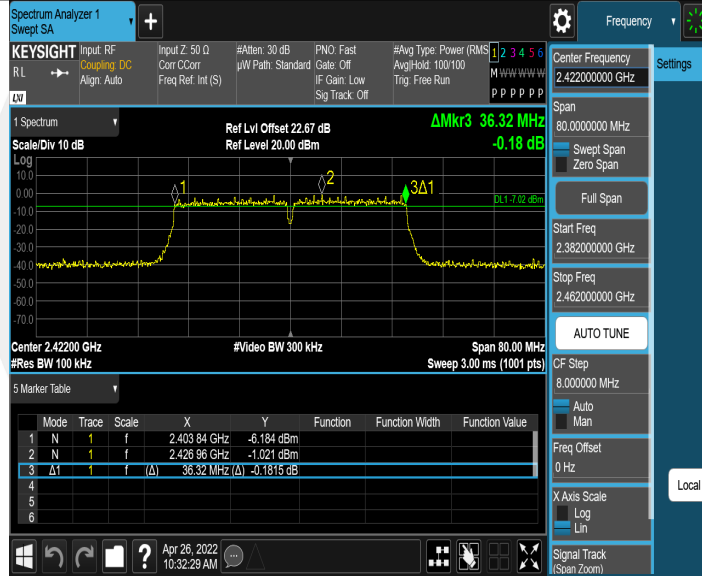 Spectrum Analyzer 1
Swept SA
+
Frequency
KEYSIGHT
Input: RF
Input Z: 50 Ω
#Atten: 30 dB
PNO: Fast
#Avg Type: Power (RMS
1 2 3 4 5 6
RL
Coupling: DC
Corr CCorr
µW Path: Standard
Gate: Off
Avg|Hold: 100/100
M W W W W W
Align: Auto
Freq Ref: Int (S)
IF Gain: Low
Trig: Free Run
Sig Track: Off
P P P P P P
LXI
1 Spectrum
Scale/Div 10 dB
Ref Lvl Offset 22.67 dB
Ref Level 20.00 dBm
ΔMkr3 36.32 MHz
-0.18 dB
Log
10.0
0.00
-10.0
-20.0
-30.0
-40.0
-50.0
-60.0
-70.0
1
2
3Δ1
DL1 -7.02 dBm
Center 2.42200 GHz
#Video BW 300 kHz
Span 80.00 MHz
#Res BW 100 kHz
Sweep 3.00 ms (1001 pts)
5 Marker Table
Mode Trace Scale X Y Function Function Width Function Value
1 N 1 f 2.403 84 GHz -6.184 dBm
2 N 1 f 2.426 96 GHz -1.021 dBm
3 Δ1 1 f (Δ) 36.32 MHz (Δ) -0.1815 dB
4
5
6
?
Apr 26, 2022
10:32:29 AM
Center Frequency
2.422000000 GHz
Span
80.0000000 MHz
Swept Span
Zero Span
Full Span
Start Freq
2.382000000 GHz
Stop Freq
2.462000000 GHz
AUTO TUNE
CF Step
8.000000 MHz
Auto
Man
Freq Offset
0 Hz
X Axis Scale
Log
Lin
Signal Track
(Span Zoom)
Settings
Local